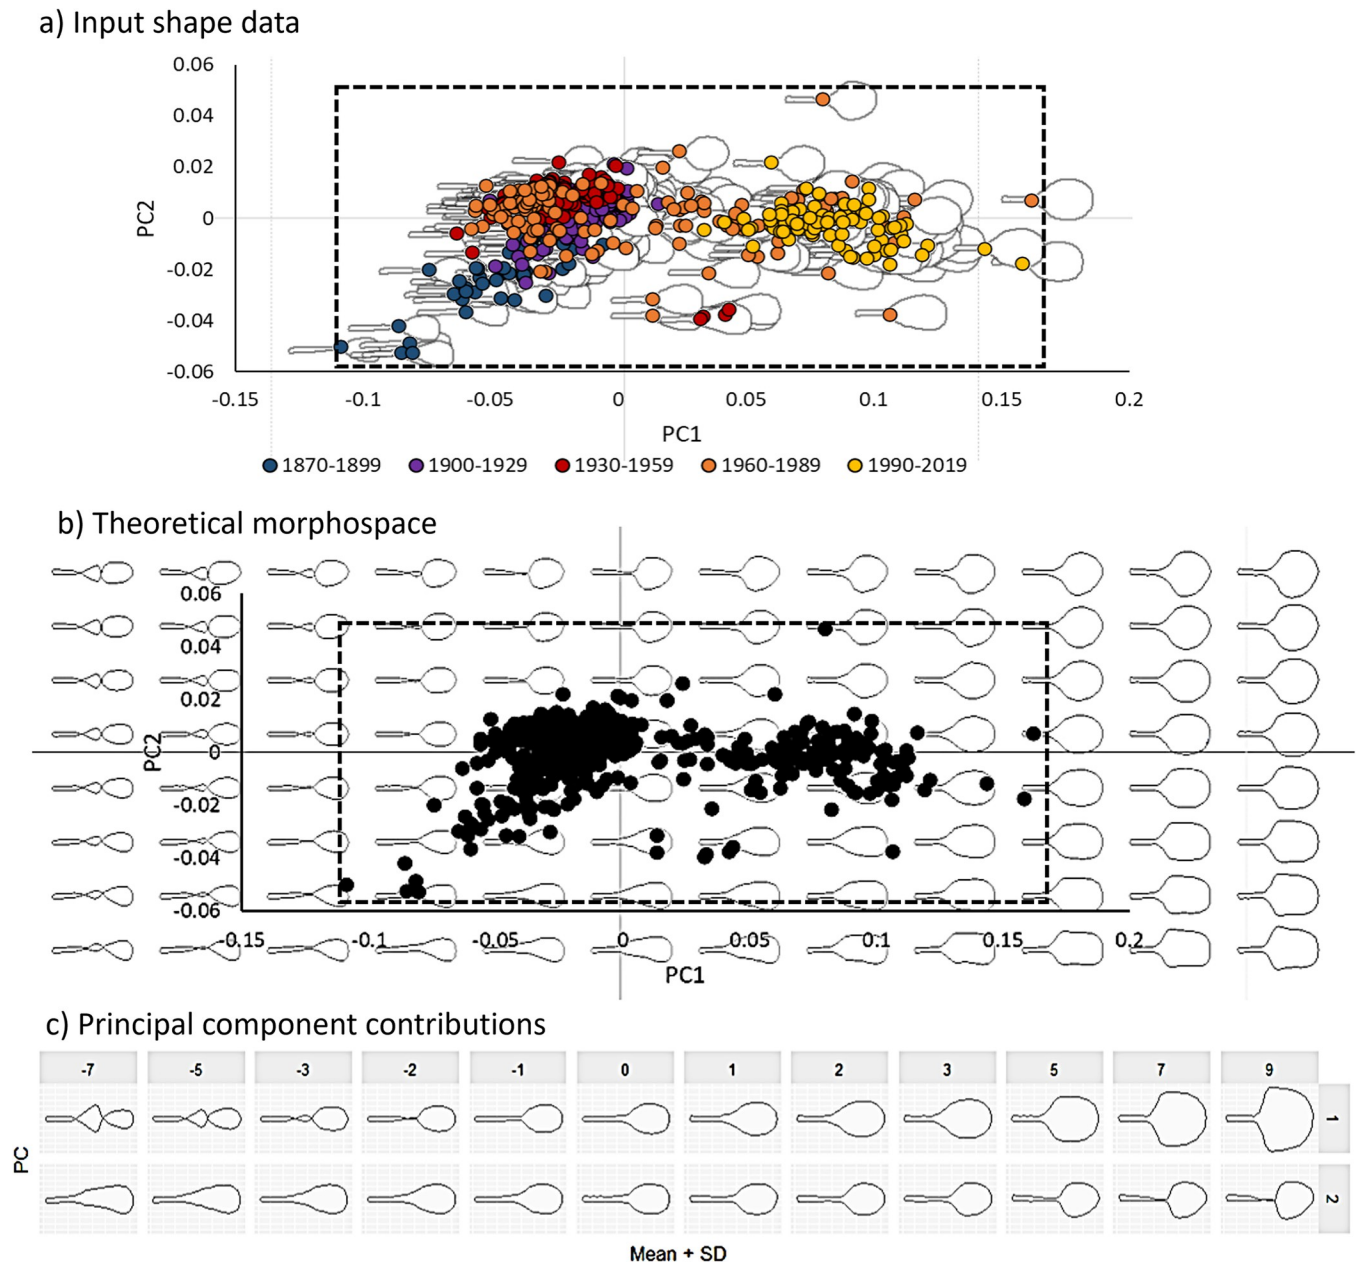 a) Input shape data
0.06
0.04
0.02
0
-0.02
-0.04
-0.06
PC2
-0.15 -0.1 -0.05 0 0.05 0.1 0.15 0.2
PC1
1870-1899 1900-1929 1930-1959 1960-1989 1990-2019
b) Theoretical morphospace
0.06
0.04
0.02
0
-0.02
-0.04
-0.06
PC2
-0.15 -0.1 -0.05 0 0.05 0.1 0.15 0.2
PC1
c) Principal component contributions
-7 -5 -3 -2 -1 0 1 2 3 5 7 9
1
PC
2
Mean + SD